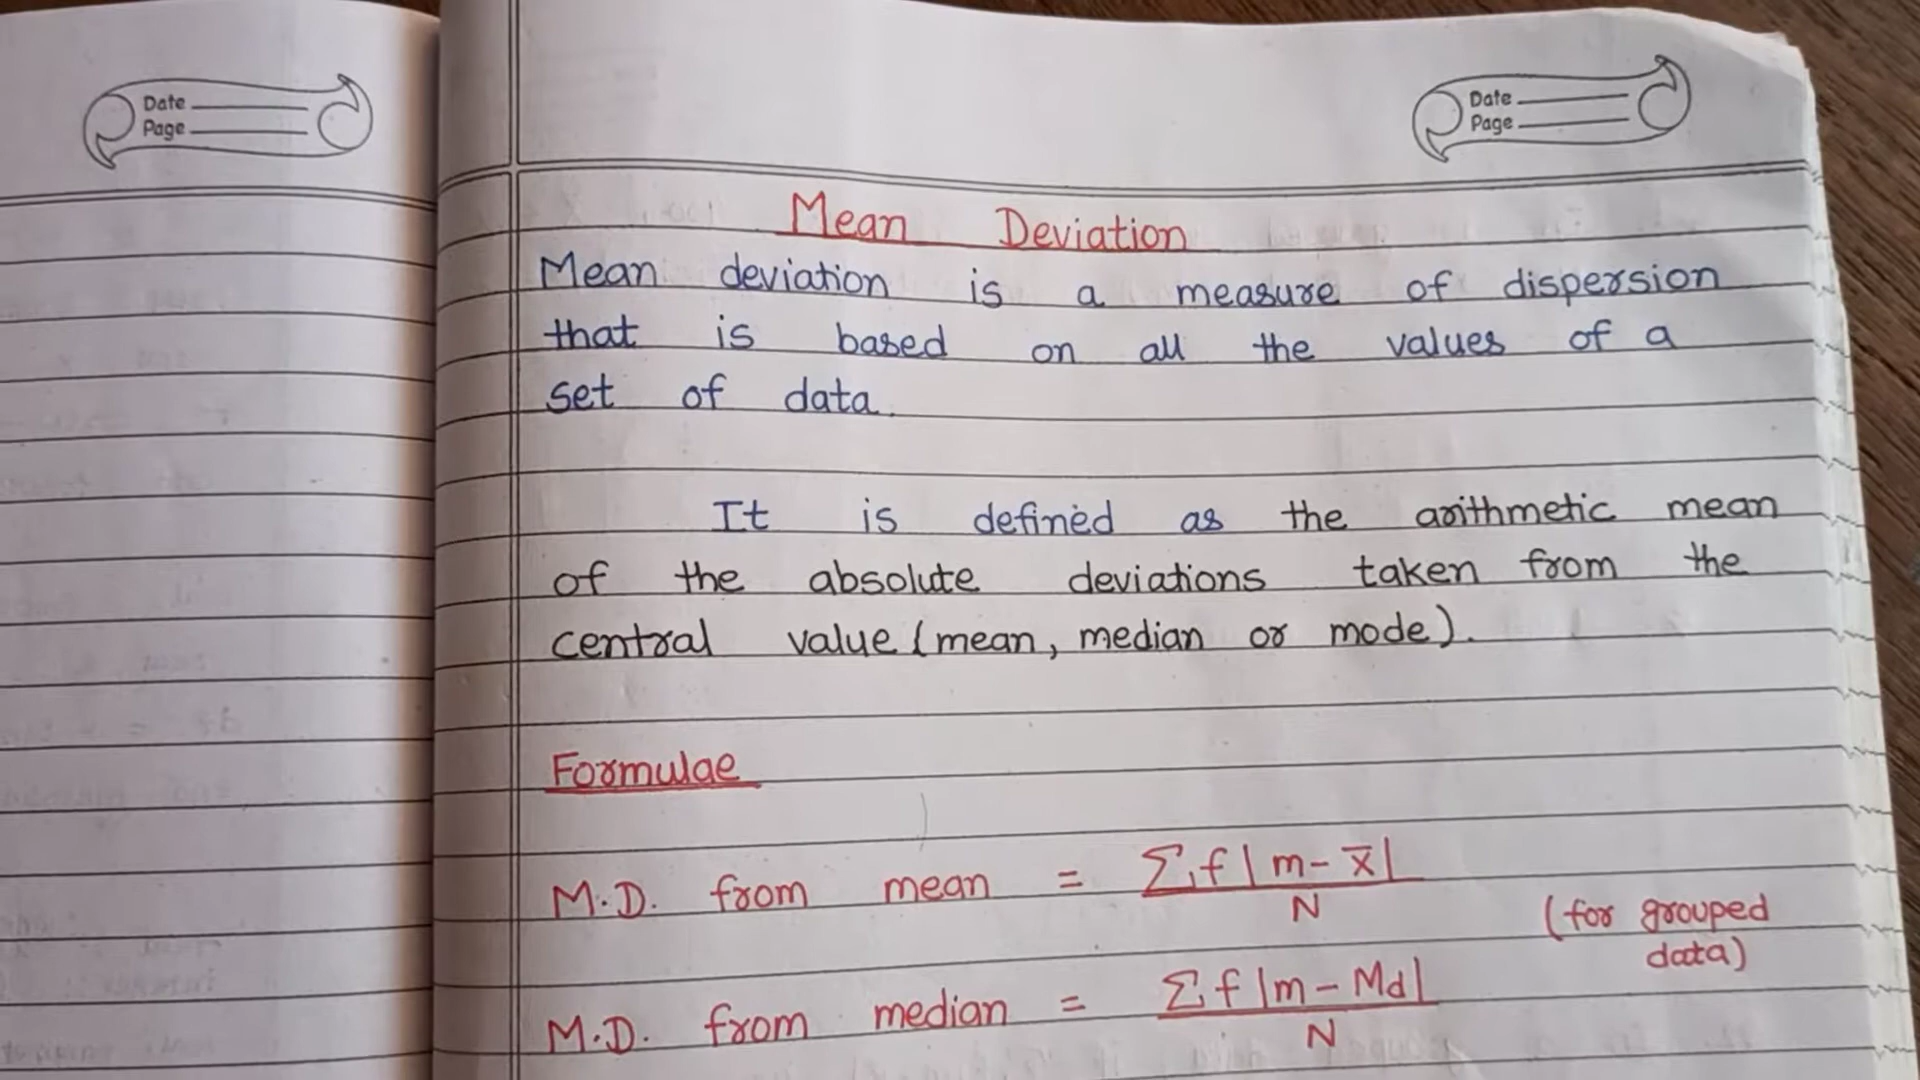 Date
Page
Date
Page
Mean Deviation
Mean deviation is a measure of dispersion
that is based on all the values of a
set of data.
It is defined as the arithmetic mean
of the absolute deviations taken from the
central value (mean, median or mode).
Formulae
M.D. from mean = Σf|m-x̅|
N
(for grouped
data)
M.D. from median = Σf|m-Md|
N